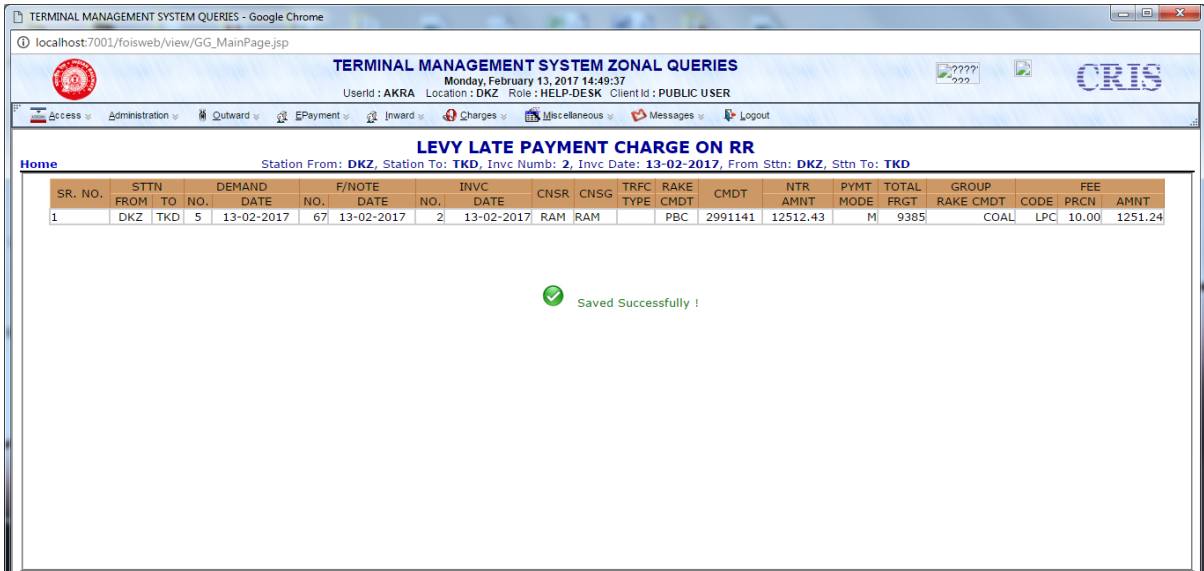 TERMINAL MANAGEMENT SYSTEM QUERIES - Google Chrome
localhost:7001/foisweb/view/GG_MainPage.jsp
TERMINAL MANAGEMENT SYSTEM ZONAL QUERIES
Monday, February 13, 2017 14:49:37
UserId : AKRA Location : DKZ Role : HELP-DESK Client Id : PUBLIC USER
????
???
CRIS
Access Administration Outward EPayment Inward Charges Miscellaneous Messages Logout
LEVY LATE PAYMENT CHARGE ON RR
Home Station From: DKZ, Station To: TKD, Invc Numb: 2, Invc Date: 13-02-2017, From Sttn: DKZ, Sttn To: TKD
SR. NO. STTN DEMAND F/NOTE INVC CNSR CNSG TRFC RAKE CMDT NTR PYMT TOTAL GROUP FEE
FROM TO NO. DATE NO. DATE NO. DATE TYPE CMDT AMNT MODE FRGT RAKE CMDT CODE PRCN AMNT
1 DKZ TKD 5 13-02-2017 67 13-02-2017 2 13-02-2017 RAM RAM PBC 2991141 12512.43 M 9385 COAL LPC 10.00 1251.24
Saved Successfully !